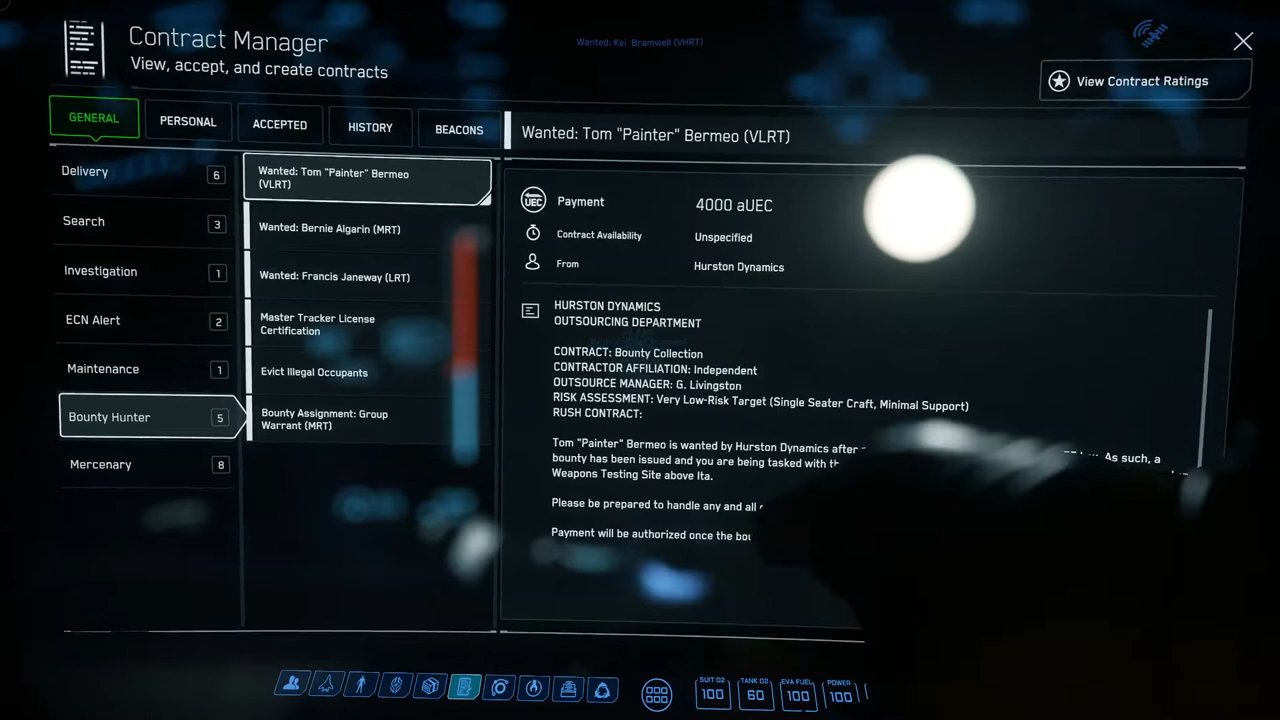 Contract Manager
View, accept, and create contracts
Wanted: Kei Bramwell (VHRT)
View Contract Ratings
GENERAL
PERSONAL
ACCEPTED
HISTORY
BEACONS
Delivery 6
Search 3
Investigation 1
ECN Alert 2
Maintenance 1
Bounty Hunter 5
Mercenary 8
Wanted: Tom "Painter" Bermeo
(VLRT)
Wanted: Bernie Algarin (MRT)
Wanted: Francis Janeway (LRT)
Master Tracker License
Certification
Evict Illegal Occupants
Bounty Assignment: Group
Warrant (MRT)
Wanted: Tom "Painter" Bermeo (VLRT)
UEC Payment 4000 aUEC
Contract Availability Unspecified
From Hurston Dynamics
HURSTON DYNAMICS
OUTSOURCING DEPARTMENT
CONTRACT: Bounty Collection
CONTRACTOR AFFILIATION: Independent
OUTSOURCE MANAGER: G. Livingston
RISK ASSESSMENT: Very Low-Risk Target (Single Seater Craft, Minimal Support)
RUSH CONTRACT:
Tom "Painter" Bermeo is wanted by Hurston Dynamics after As such, a
bounty has been issued and you are being tasked with
Weapons Testing Site above Ita.
Please be prepared to handle any and all
Payment will be authorized once the
SUIT O2 100
TANK O2 60
EVA FUEL 100
POWER 100